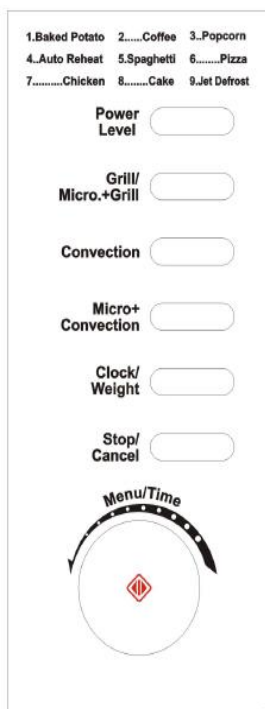 1.Baked Potato 2......Coffee 3..Popcorn
4..Auto Reheat 5.Spaghetti 6........Pizza
7..........Chicken 8........Cake 9.Jet Defrost
Power
Level
Grill/
Micro.+Grill
Convection
Micro+
Convection
Clock/
Weight
Stop/
Cancel
Menu/Time